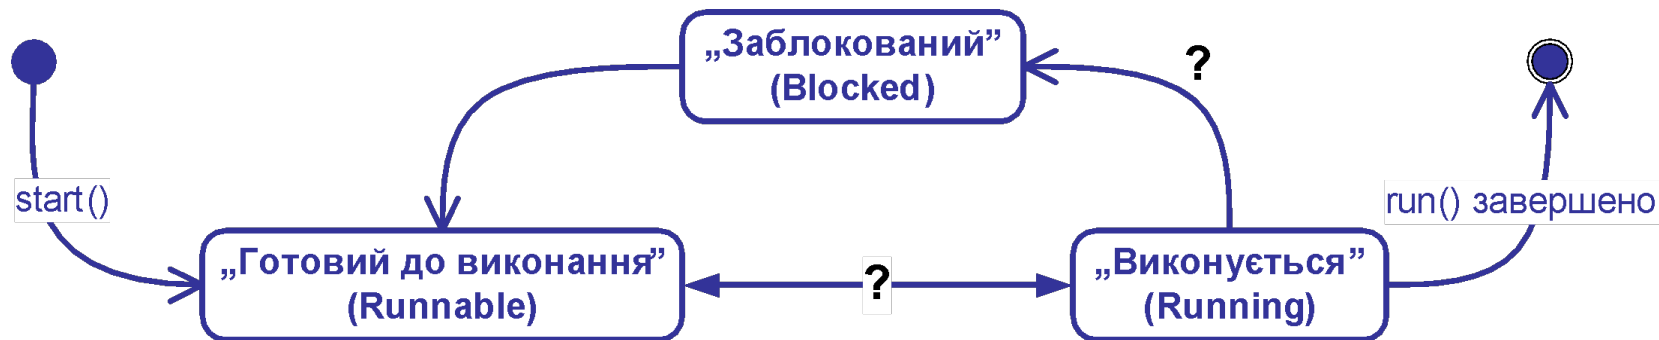 „Заблокований”
(Blocked)
?
start()
run() завершено
„Готовий до виконання”
(Runnable)
?
„Виконується”
(Running)